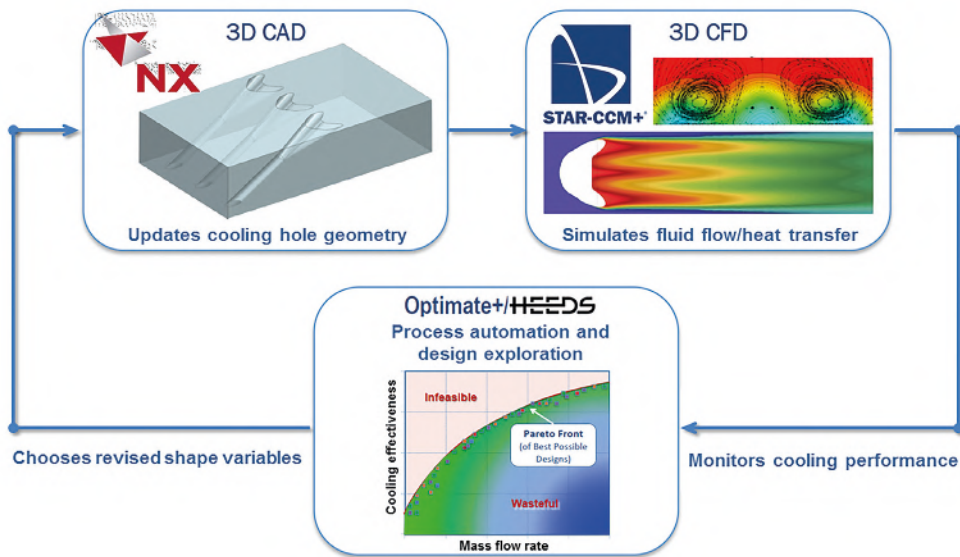 3D CAD
NX
Updates cooling hole geometry
3D CFD
STAR-CCM+®
Simulates fluid flow/heat transfer
Optimate+/HEEDS
Process automation and
design exploration
Cooling effectiveness
Infeasible
Pareto Front
(of Best Possible
Designs)
Wasteful
Mass flow rate
Chooses revised shape variables
Monitors cooling performance